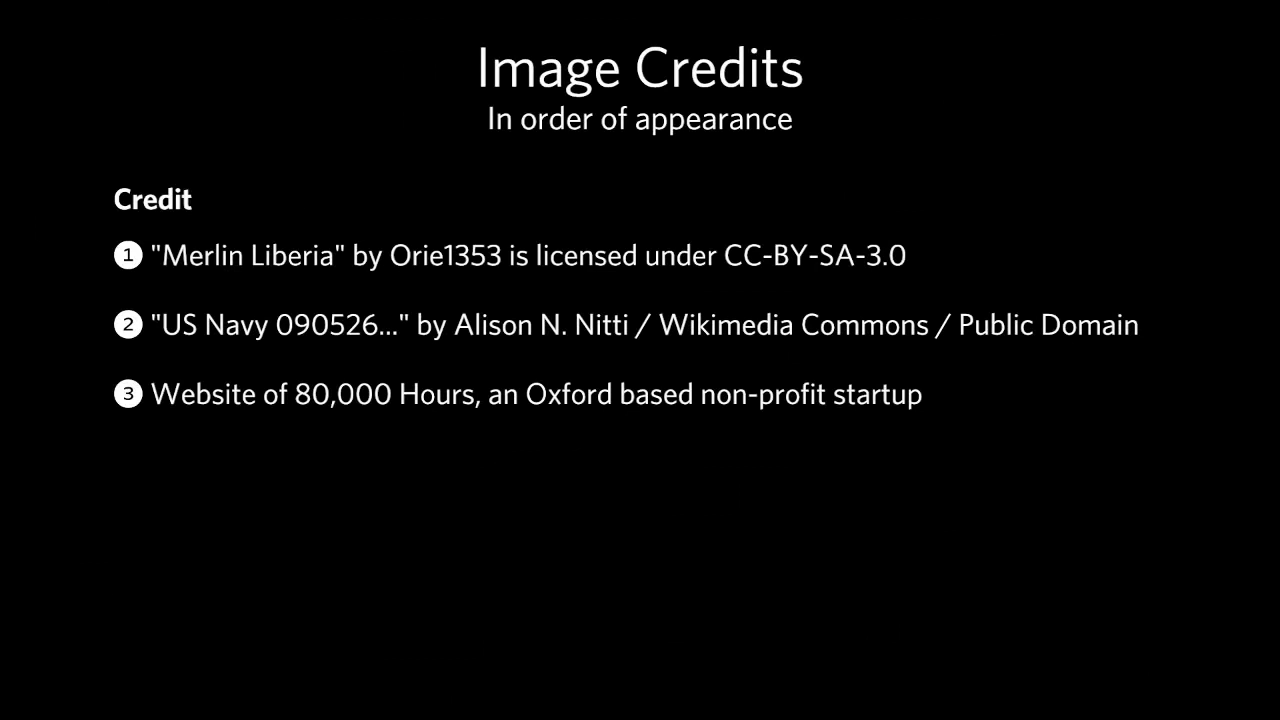 Image Credits
In order of appearance
Credit
❶ "Merlin Liberia" by Orie1353 is licensed under CC-BY-SA-3.0
❷ "US Navy 090526..." by Alison N. Nitti / Wikimedia Commons / Public Domain
❸ Website of 80,000 Hours, an Oxford based non-profit startup